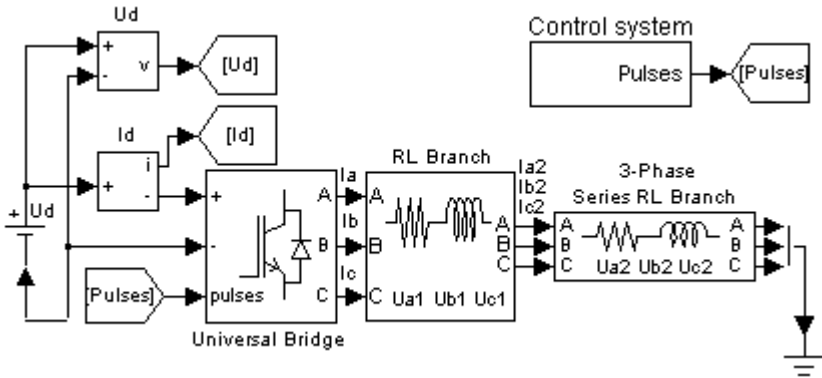 Ud
+
-
v
[Ud]
Control system
Pulses
[Pulses]
Id
+
i
-
[Id]
+ Ud
+
-
pulses
A
B
C
[Pulses]
Universal Bridge
Ia
Ib
Ic
RL Branch
A
B
C
A
B
C
Ua1 Ub1 Uc1
Ia2
Ib2
Ic2
3-Phase
Series RL Branch
A
B
C
A
B
C
Ua2 Ub2 Uc2